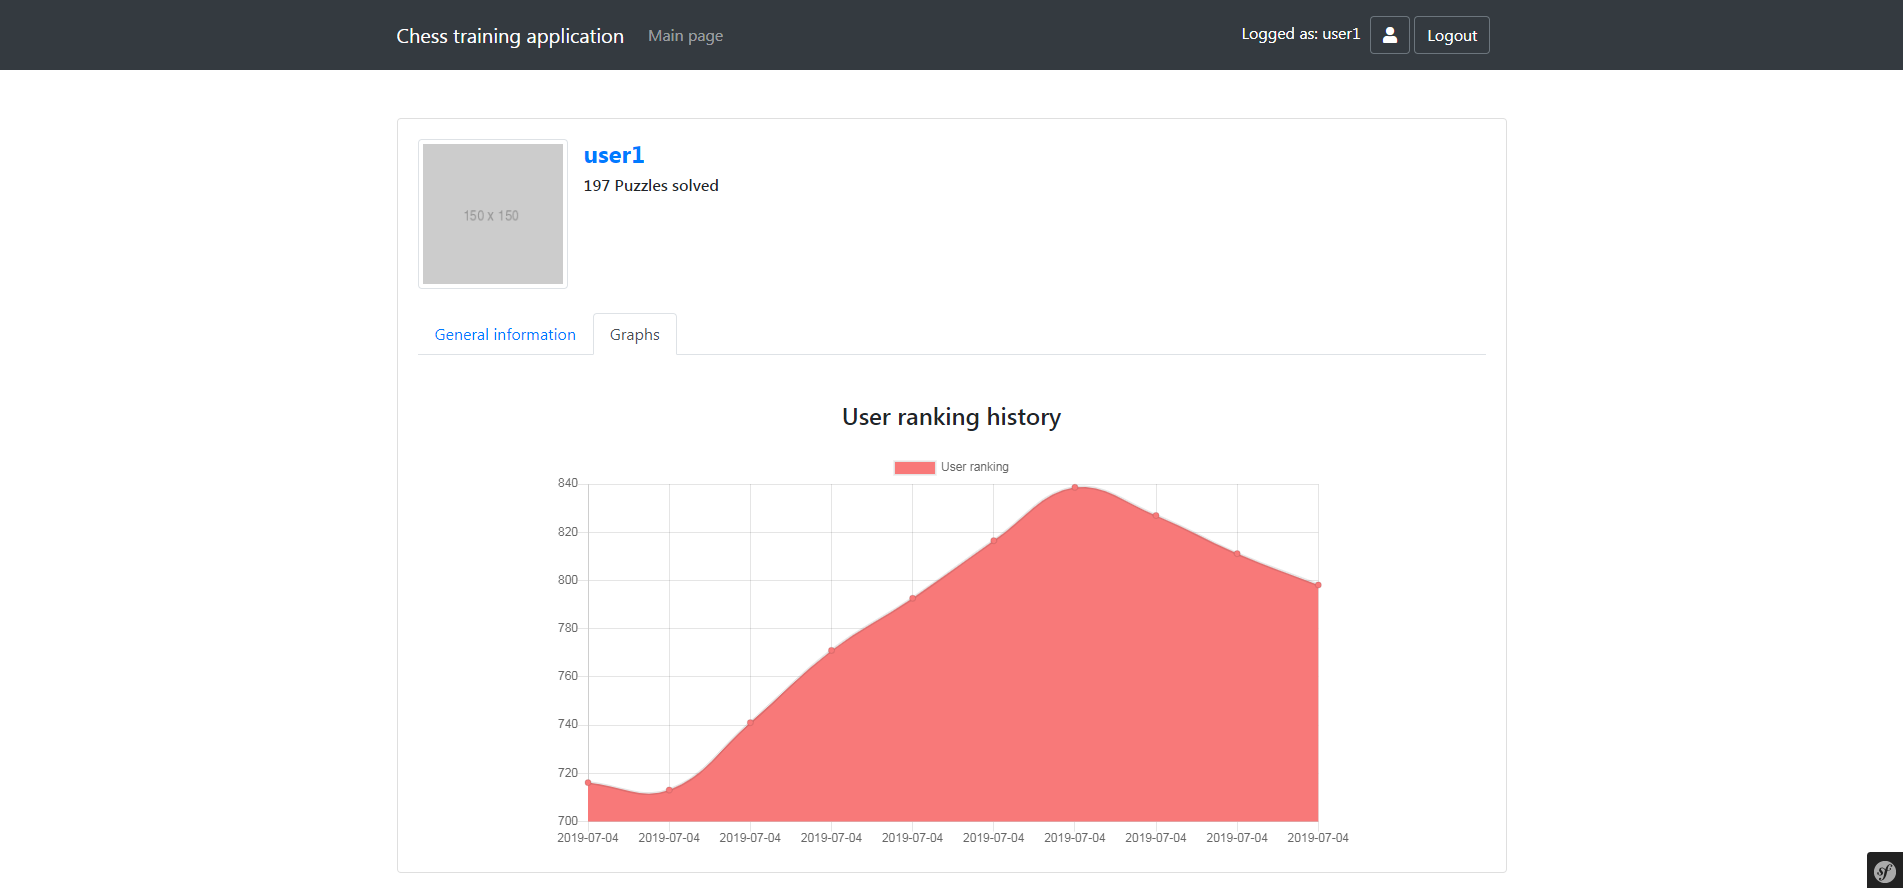 Chess training application Main page Logged as: user1 Logout
user1
197 Puzzles solved
150 x 150
General information Graphs
User ranking history
User ranking
840
820
800
780
760
740
720
700
2019-07-04 2019-07-04 2019-07-04 2019-07-04 2019-07-04 2019-07-04 2019-07-04 2019-07-04 2019-07-04 2019-07-04
sf